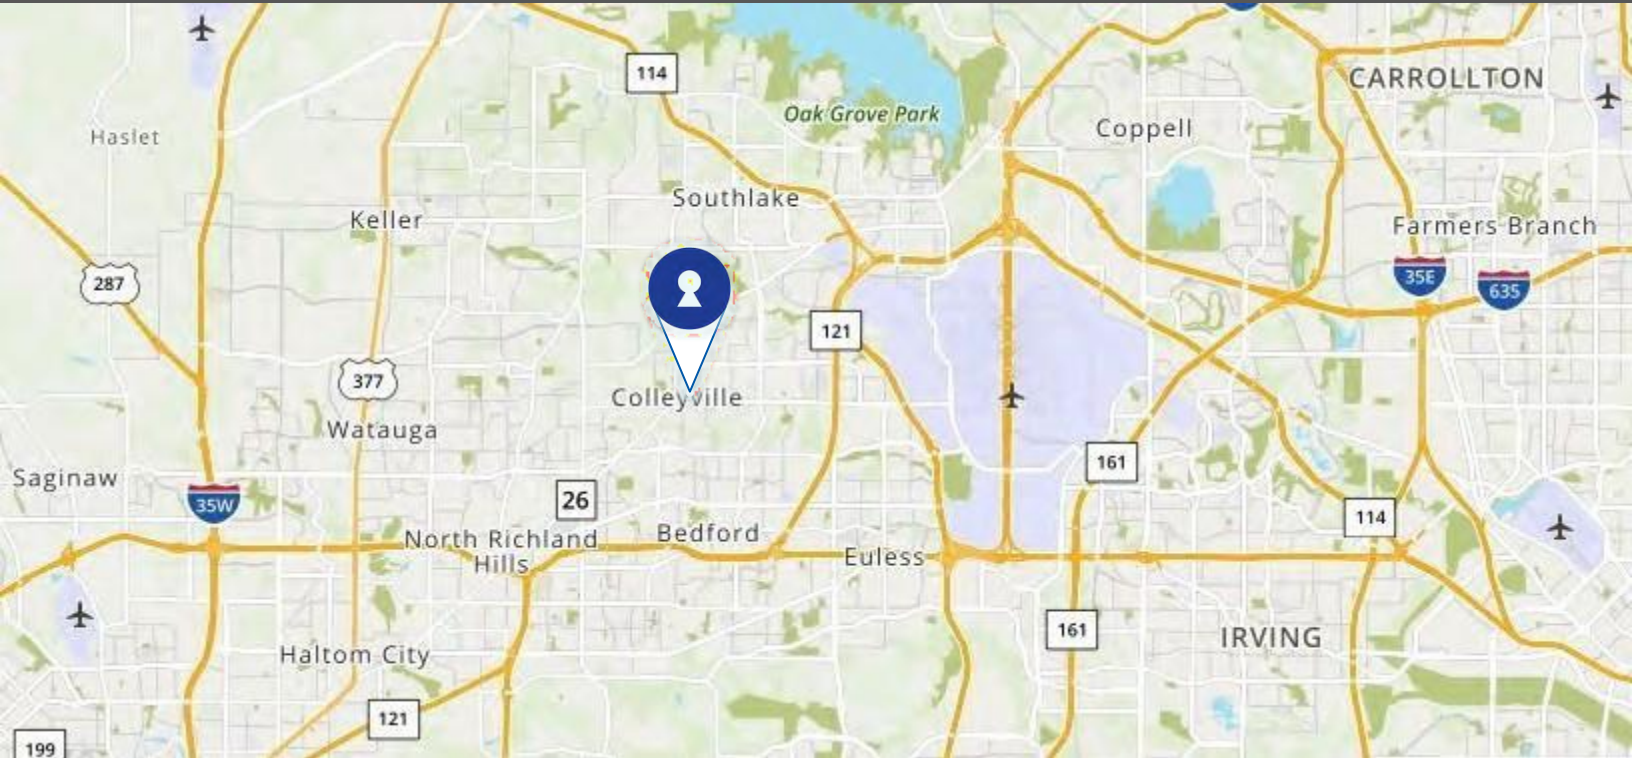 114
CARROLLTON
Oak Grove Park
Coppell
Haslet
Southlake
Keller
Farmers Branch
287
35E
635
121
377
Colleyville
Watauga
161
Saginaw
26
35W
114
North Richland
Hills
Bedford
Euless
161
IRVING
Haltom City
121
199